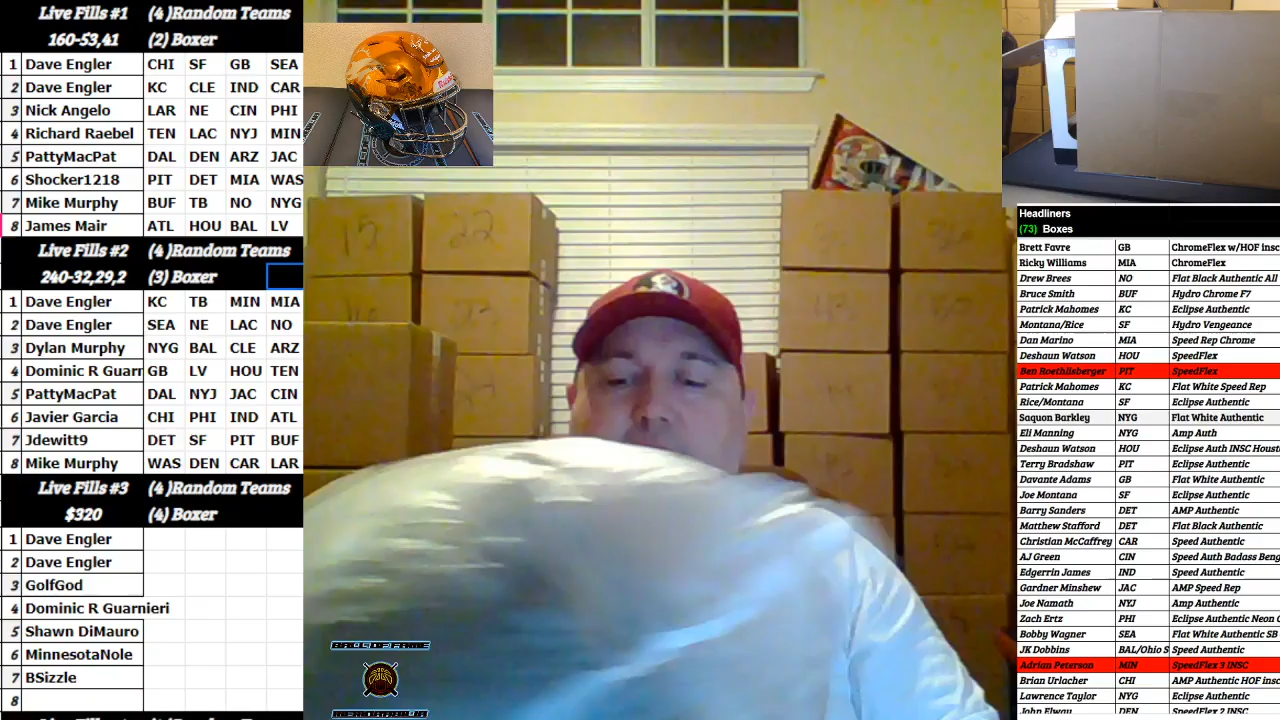 Live Fills #1 (4 )Random Teams
160-53,41 (2) Boxer
1 Dave Engler CHI SF GB SEA
2 Dave Engler KC CLE IND CAR
3 Nick Angelo LAR NE CIN PHI
4 Richard Raebel TEN LAC NYJ MIN
5 PattyMacPat DAL DEN ARZ JAC
6 Shocker1218 PIT DET MIA WAS
7 Mike Murphy BUF TB NO NYG
8 James Mair ATL HOU BAL LV
Live Fills #2 (4 )Random Teams
240-32,29,2 (3) Boxer
1 Dave Engler KC TB MIN MIA
2 Dave Engler SEA NE LAC NO
3 Dylan Murphy NYG BAL CLE ARZ
4 Dominic R Guarr GB LV HOU TEN
5 PattyMacPat DAL NYJ JAC CIN
6 Javier Garcia CHI PHI IND ATL
7 Jdewitt9 DET SF PIT BUF
8 Mike Murphy WAS DEN CAR LAR
Live Fills #3 (4 )Random Teams
$320 (4) Boxer
1 Dave Engler
2 Dave Engler
3 GolfGod
4 Dominic R Guarnieri
5 Shawn DiMauro
6 MinnesotaNole
7 BSizzle
8
15
22
BALLS OF FAME
MEMORABILIA
Headliners
(73) Boxes
Brett Favre GB ChromeFlex w/HOF insc
Ricky Williams MIA ChromeFlex
Drew Brees NO Flat Black Authentic All
Bruce Smith BUF Hydro Chrome F7
Patrick Mahomes KC Eclipse Authentic
Montana/Rice SF Hydro Vengeance
Dan Marino MIA Speed Rep Chrome
Deshaun Watson HOU SpeedFlex
Ben Roethlisberger PIT SpeedFlex
Patrick Mahomes KC Flat White Speed Rep
Rice/Montana SF Eclipse Authentic
Saquon Barkley NYG Flat White Authentic
Eli Manning NYG Amp Auth
Deshaun Watson HOU Eclipse Auth INSC Houst
Terry Bradshaw PIT Eclipse Authentic
Davante Adams GB Flat White Authentic
Joe Montana SF Eclipse Authentic
Barry Sanders DET AMP Authentic
Matthew Stafford DET Flat Black Authentic
Christian McCaffrey CAR Speed Authentic
AJ Green CIN Speed Auth Badass Beng
Edgerrin James IND Speed Authentic
Gardner Minshew JAC AMP Speed Rep
Joe Namath NYJ Amp Authentic
Zach Ertz PHI Eclipse Authentic Neon
Bobby Wagner SEA Flat White Authentic SB
JK Dobbins BAL/Ohio S Speed Authentic
Adrian Peterson MIN SpeedFlex 3 INSC
Brian Urlacher CHI AMP Authentic HOF insc
Lawrence Taylor NYG Eclipse Authentic
John Elway DEN SpeedFlex 2 INSC